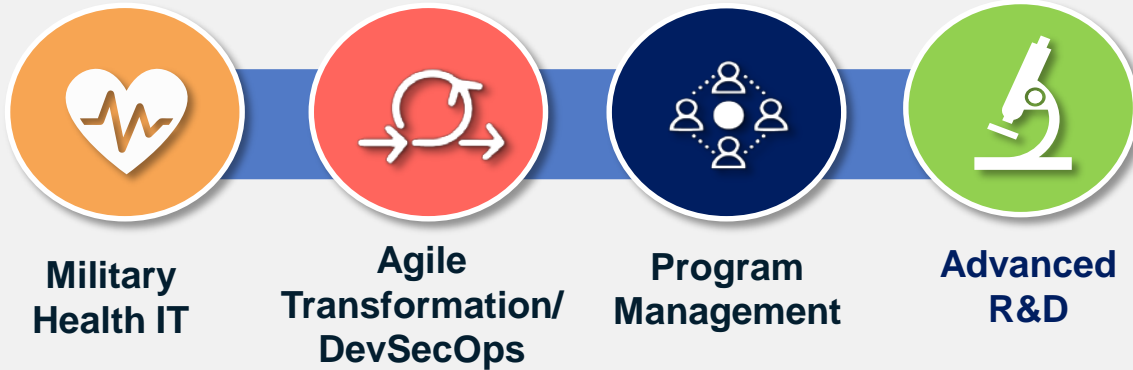 Military
Health IT
Agile
Transformation/
DevSecOps
Program
Management
Advanced
R&D